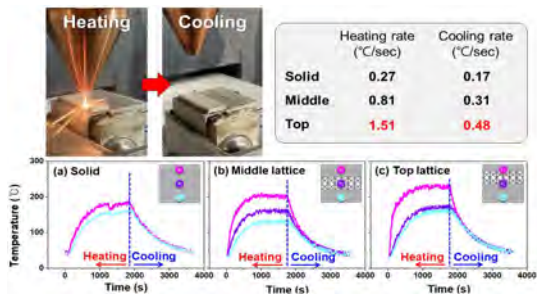 Heating
Cooling
Heating rate
(℃/sec)
Cooling rate
(℃/sec)
Solid 0.27 0.17
Middle 0.81 0.31
Top 1.51 0.48
Temperature (℃)
300
200
100
0
(a) Solid
Heating Cooling
0 1000 2000 3000 4000
Time (s)
(b) Middle lattice
Heating Cooling
0 1000 2000 3000 4000
Time (s)
(c) Top lattice
Heating Cooling
0 1000 2000 3000 4000
Time (s)